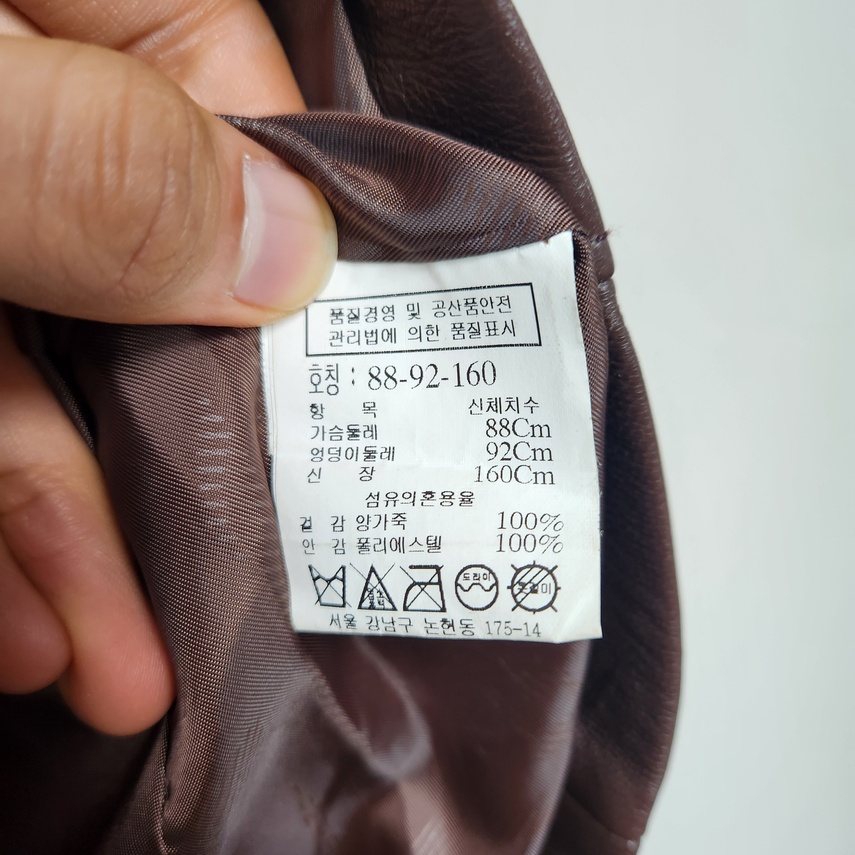 품질경영 및 공산품안전
관리법에 의한 품질표시
호칭 : 88-92-160
항 목 신체치수
가슴둘레 88Cm
엉덩이둘레 92Cm
신 장 160Cm
섬유의혼용율
겉 감 양가죽 100%
안 감 폴리에스텔 100%
드라이
서울 강남구 논현동 175-14